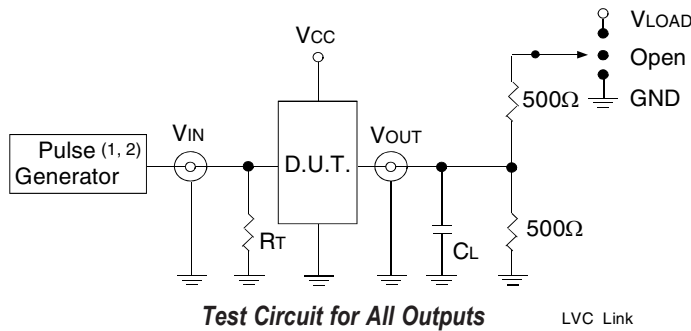 VLOAD
VCC
Open
500Ω
GND
VIN
VOUT
Pulse (1, 2)
Generator
D.U.T.
RT
CL
500Ω
Test Circuit for All Outputs
LVC Link